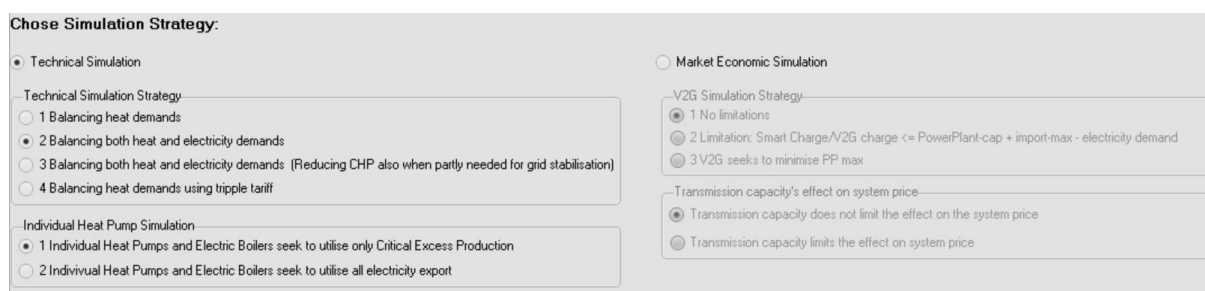 Chose Simulation Strategy:
Technical Simulation
Technical Simulation Strategy
1 Balancing heat demands
2 Balancing both heat and electricity demands
3 Balancing both heat and electricity demands (Reducing CHP also when partly needed for grid stabilisation)
4 Balancing heat demands using tripple tariff
Individual Heat Pump Simulation
1 Individual Heat Pumps and Electric Boilers seek to utilise only Critical Excess Production
2 Indivivual Heat Pumps and Electric Boilers seek to utilise all electricity export
Market Economic Simulation
V2G Simulation Strategy
1 No limitations
2 Limitation: Smart Charge/V2G charge <= PowerPlant-cap + import-max - electricity demand
3 V2G seeks to minimise PP max
Transmission capacity's effect on system price
Transmission capacity does not limit the effect on the system price
Transmission capacity limits the effect on system price